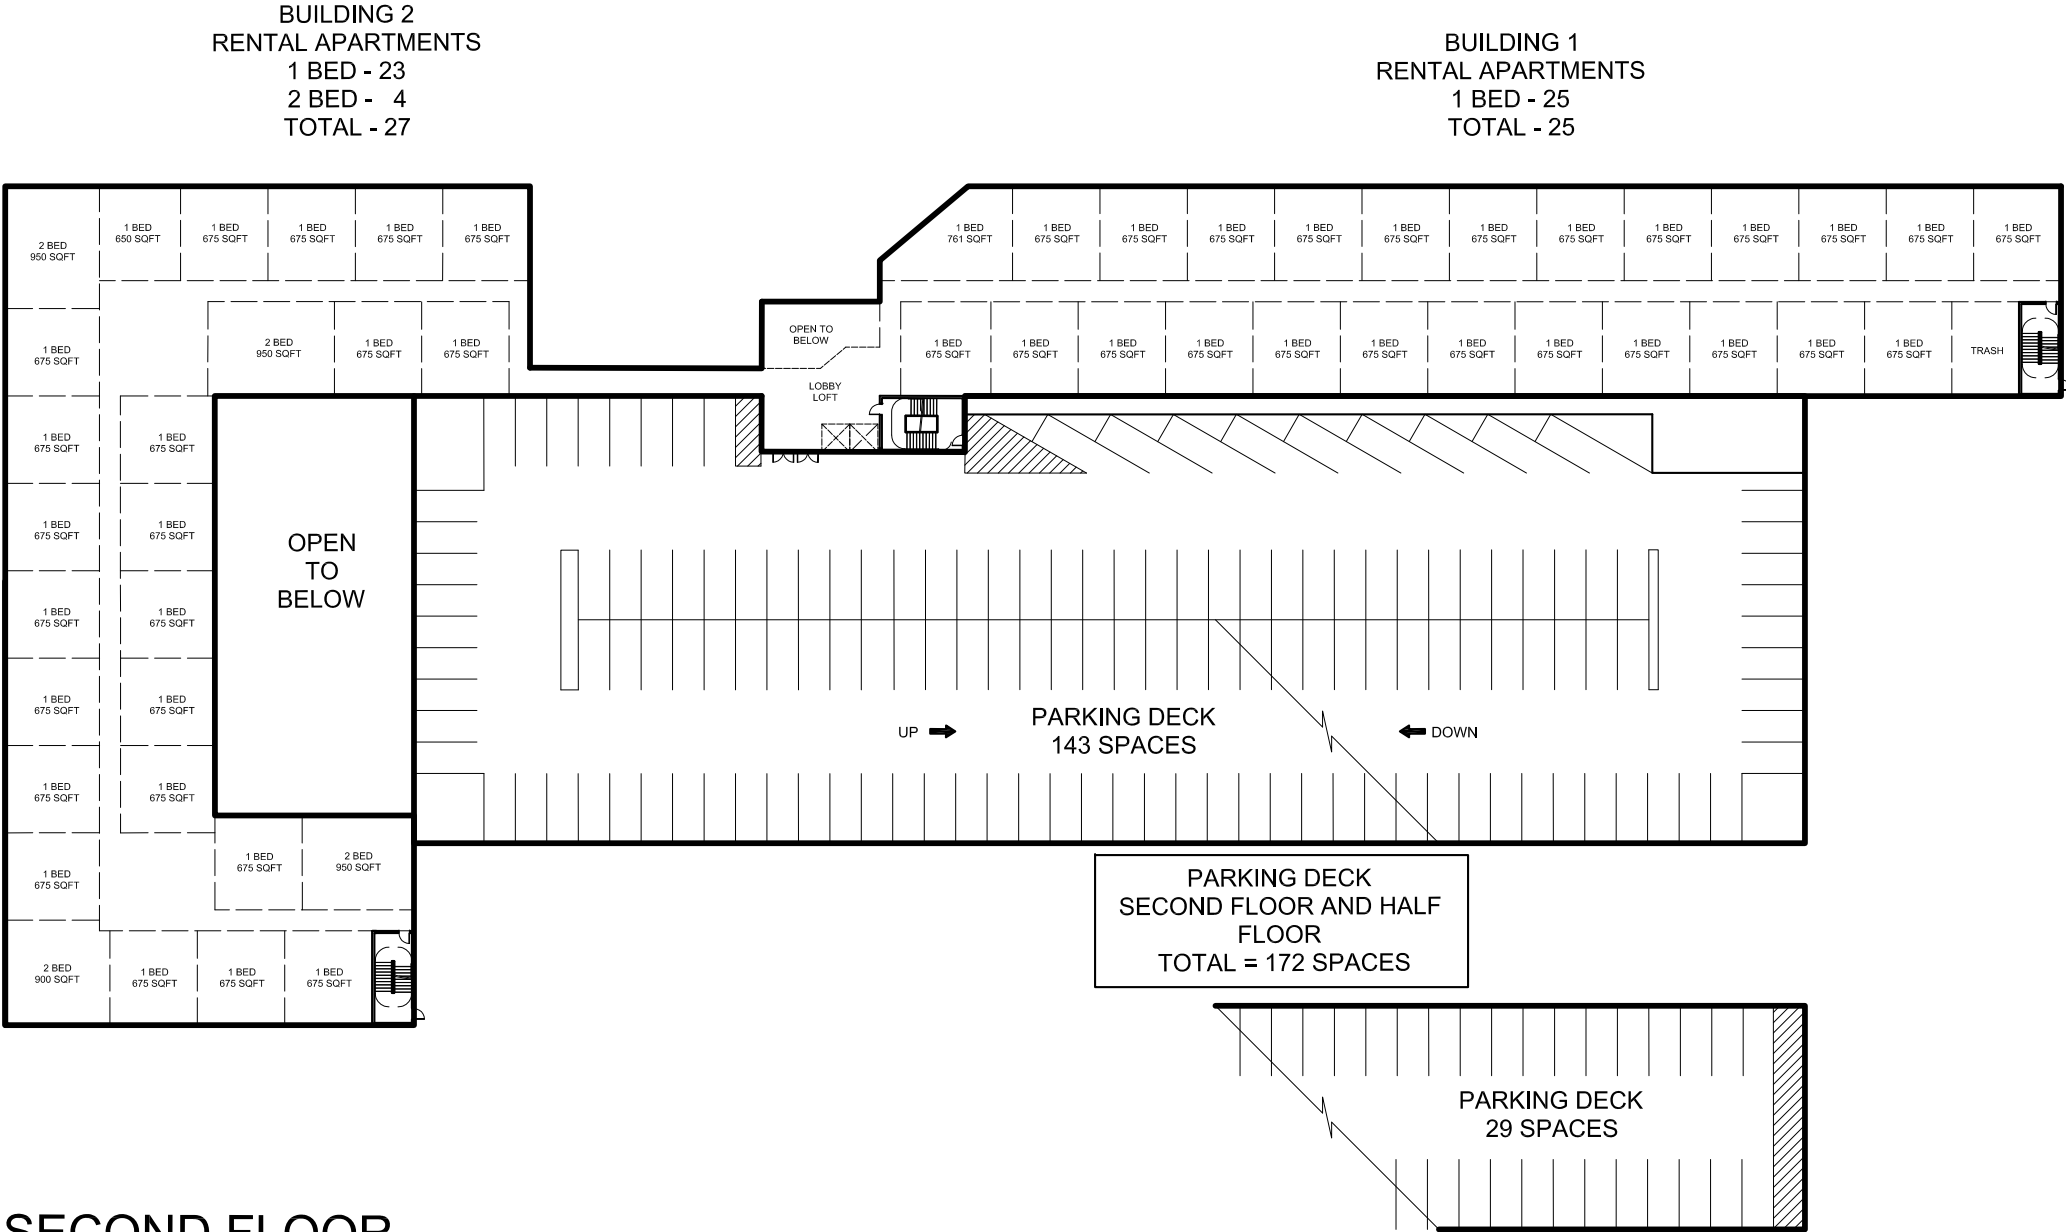 BUILDING 2
RENTAL APARTMENTS
1 BED - 23
2 BED - 4
TOTAL - 27
BUILDING 1
RENTAL APARTMENTS
1 BED - 25
TOTAL - 25
2 BED
950 SQFT
1 BED
650 SQFT
1 BED
675 SQFT
1 BED
675 SQFT
1 BED
675 SQFT
1 BED
675 SQFT
1 BED
761 SQFT
1 BED
675 SQFT
1 BED
675 SQFT
1 BED
675 SQFT
1 BED
675 SQFT
1 BED
675 SQFT
1 BED
675 SQFT
1 BED
675 SQFT
1 BED
675 SQFT
1 BED
675 SQFT
1 BED
675 SQFT
1 BED
675 SQFT
1 BED
675 SQFT
1 BED
675 SQFT
2 BED
950 SQFT
1 BED
675 SQFT
1 BED
675 SQFT
OPEN TO
BELOW
LOBBY
LOFT
1 BED
675 SQFT
1 BED
675 SQFT
1 BED
675 SQFT
1 BED
675 SQFT
1 BED
675 SQFT
1 BED
675 SQFT
1 BED
675 SQFT
1 BED
675 SQFT
1 BED
675 SQFT
1 BED
675 SQFT
1 BED
675 SQFT
1 BED
675 SQFT
TRASH
1 BED
675 SQFT
1 BED
675 SQFT
1 BED
675 SQFT
1 BED
675 SQFT
1 BED
675 SQFT
1 BED
675 SQFT
1 BED
675 SQFT
1 BED
675 SQFT
1 BED
675 SQFT
1 BED
675 SQFT
OPEN
TO
BELOW
UP
PARKING DECK
143 SPACES
DOWN
1 BED
675 SQFT
1 BED
675 SQFT
2 BED
950 SQFT
2 BED
900 SQFT
1 BED
675 SQFT
1 BED
675 SQFT
1 BED
675 SQFT
PARKING DECK
SECOND FLOOR AND HALF
FLOOR
TOTAL = 172 SPACES
PARKING DECK
29 SPACES
SECOND FLOOR